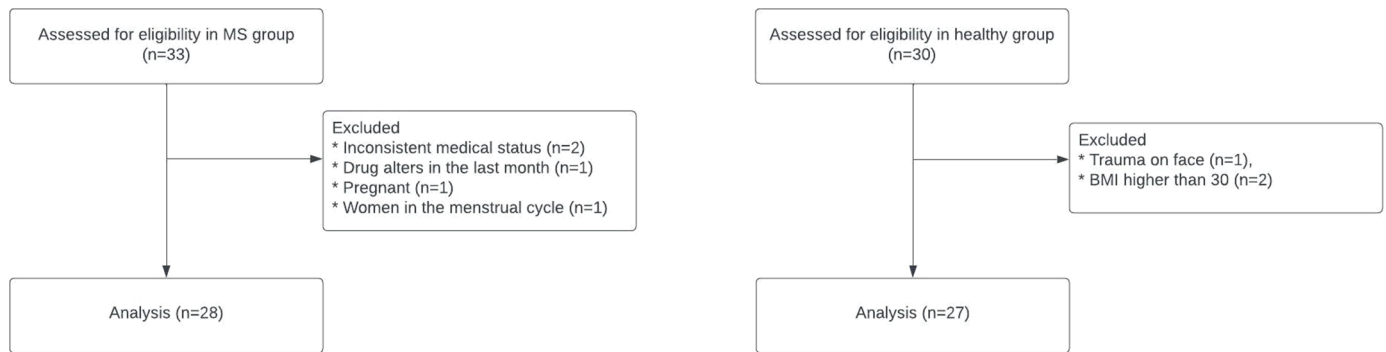 Assessed for eligibility in MS group
(n=33)
Excluded
* Inconsistent medical status (n=2)
* Drug alters in the last month (n=1)
* Pregnant (n=1)
* Women in the menstrual cycle (n=1)
Analysis (n=28)
Assessed for eligibility in healthy group
(n=30)
Excluded
* Trauma on face (n=1),
* BMI higher than 30 (n=2)
Analysis (n=27)